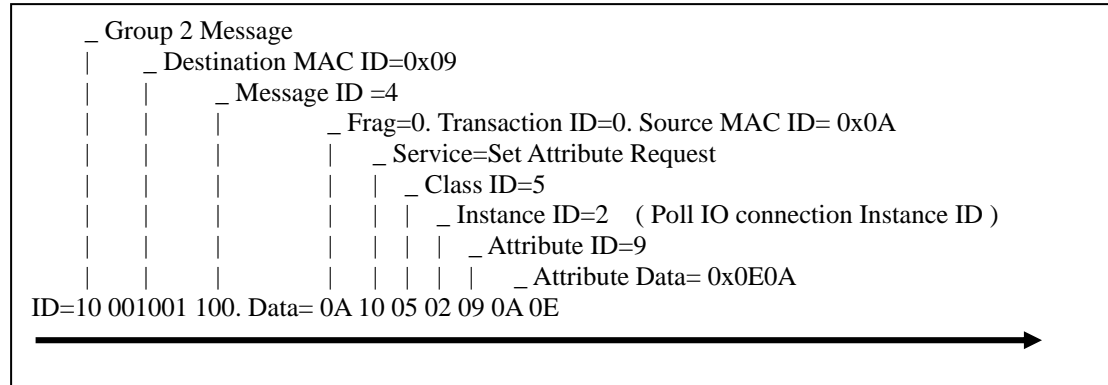 _ Group 2 Message
| _ Destination MAC ID=0x09
| | _ Message ID =4
| | | _ Frag=0. Transaction ID=0. Source MAC ID= 0x0A
| | | | _ Service=Set Attribute Request
| | | | | _ Class ID=5
| | | | | | _ Instance ID=2 ( Poll IO connection Instance ID )
| | | | | | | _ Attribute ID=9
| | | | | | | | _ Attribute Data= 0x0E0A
ID=10 001001 100. Data= 0A 10 05 02 09 0A 0E